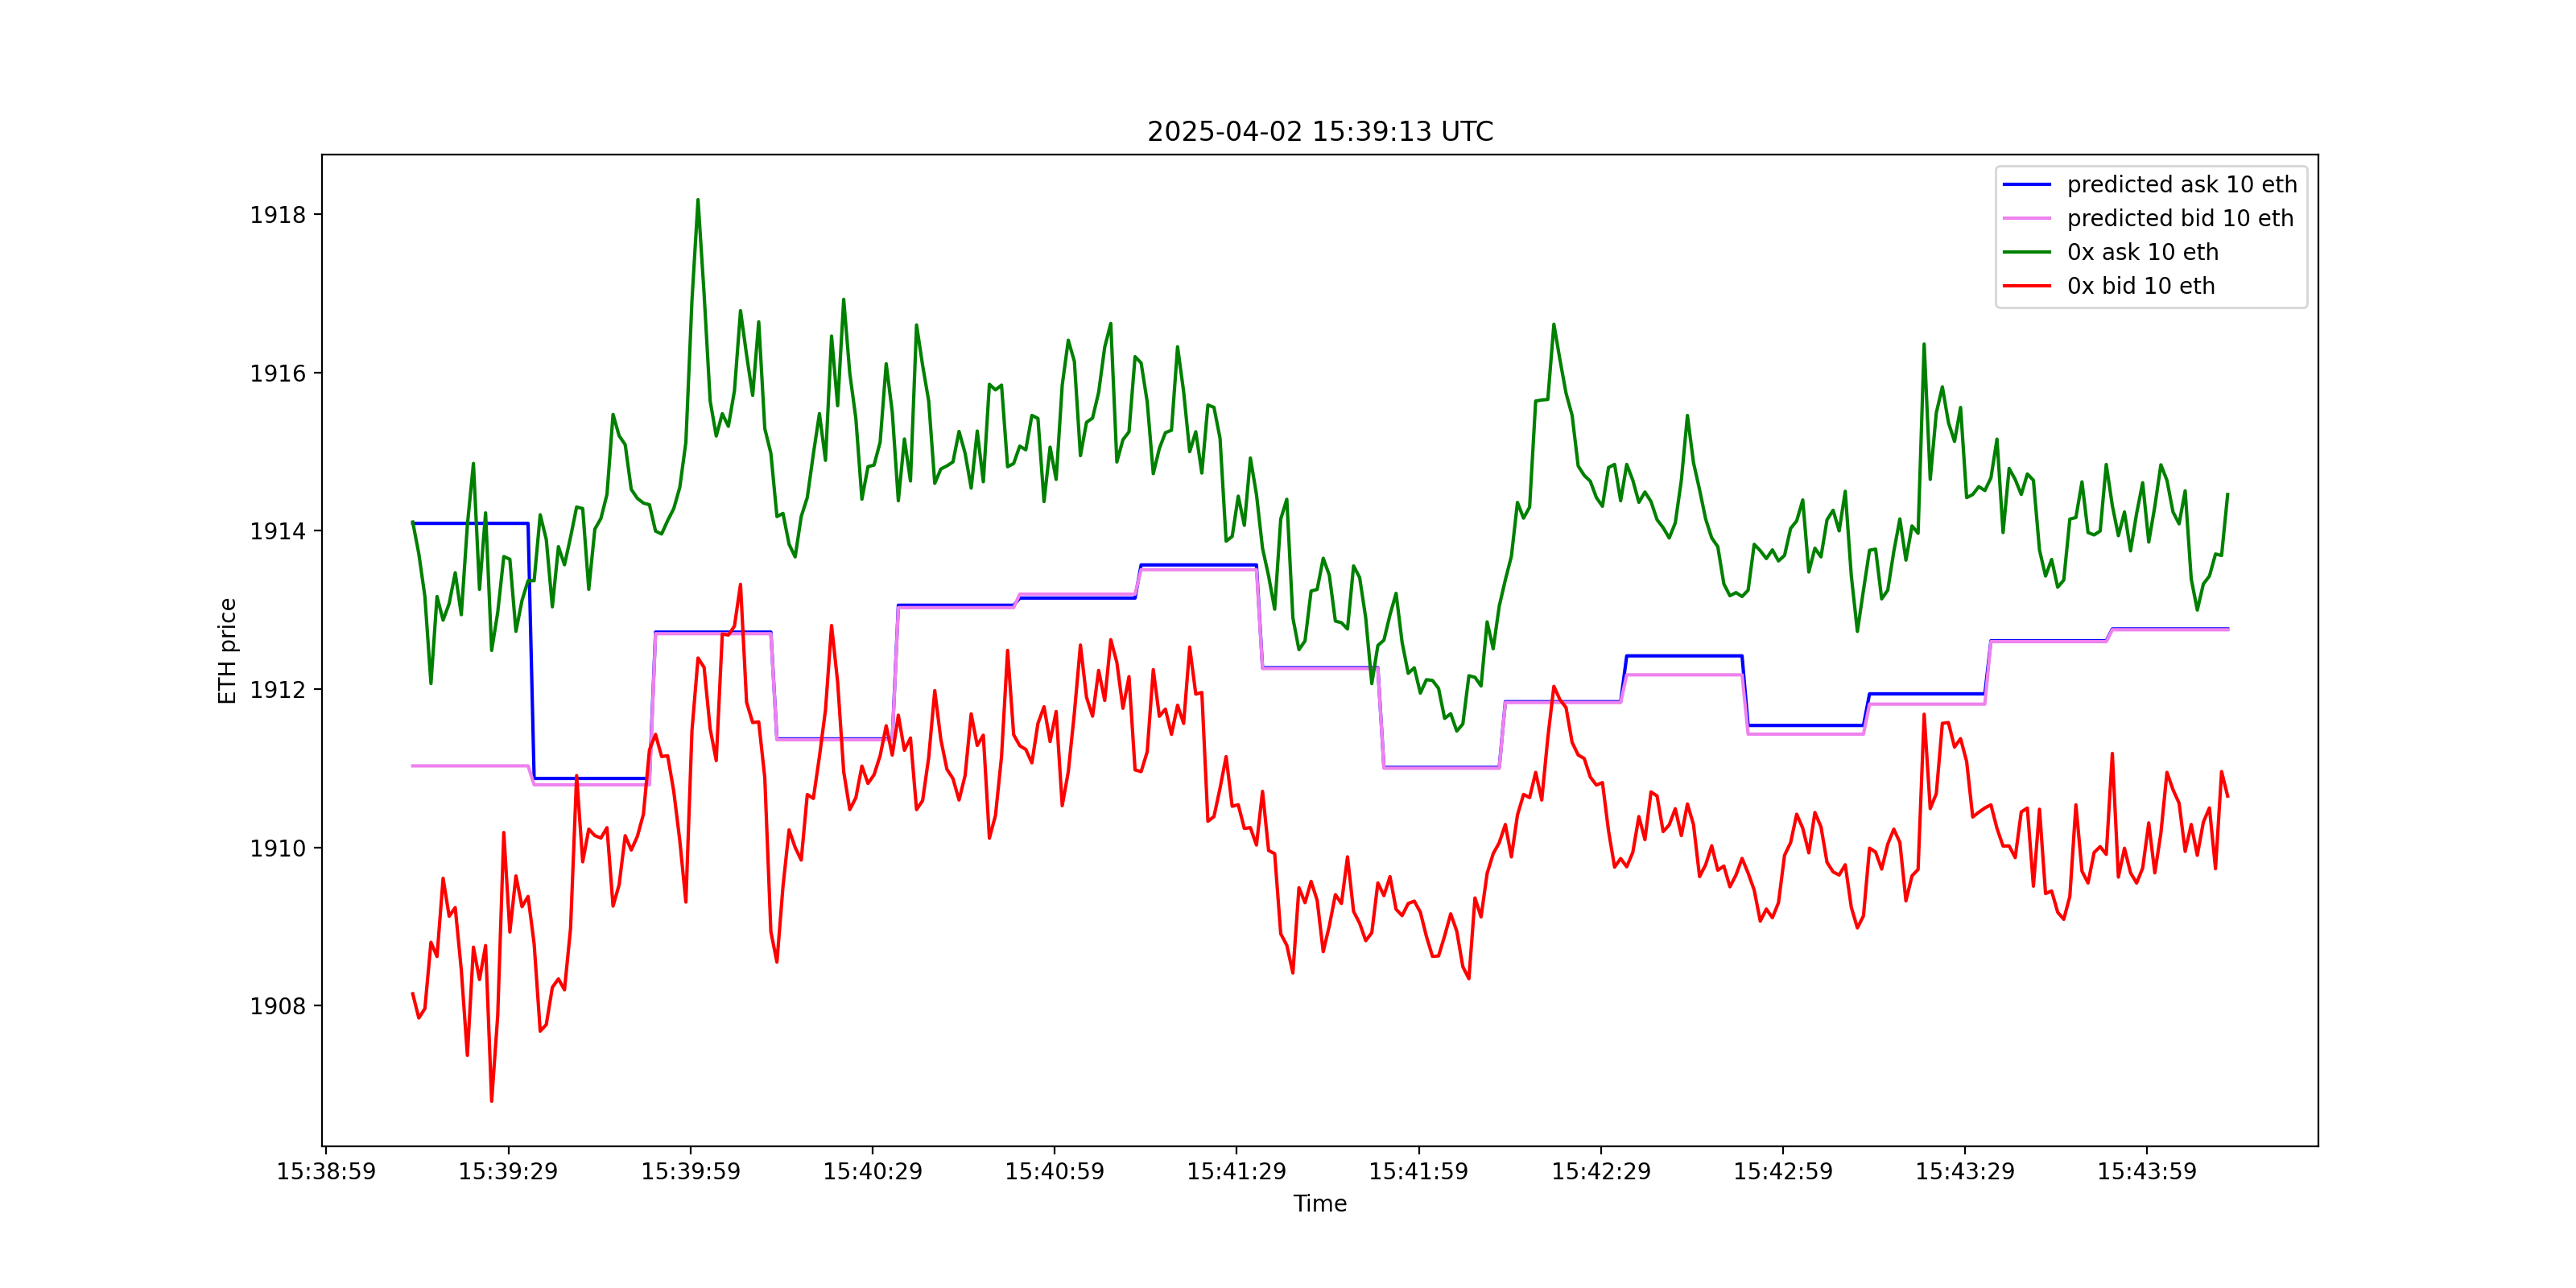 2025-04-02 15:39:13 UTC
predicted ask 10 eth
predicted bid 10 eth
0x ask 10 eth
0x bid 10 eth
ETH price
1918
1916
1914
1912
1910
1908
15:38:59 15:39:29 15:39:59 15:40:29 15:40:59 15:41:29 15:41:59 15:42:29 15:42:59 15:43:29 15:43:59
Time